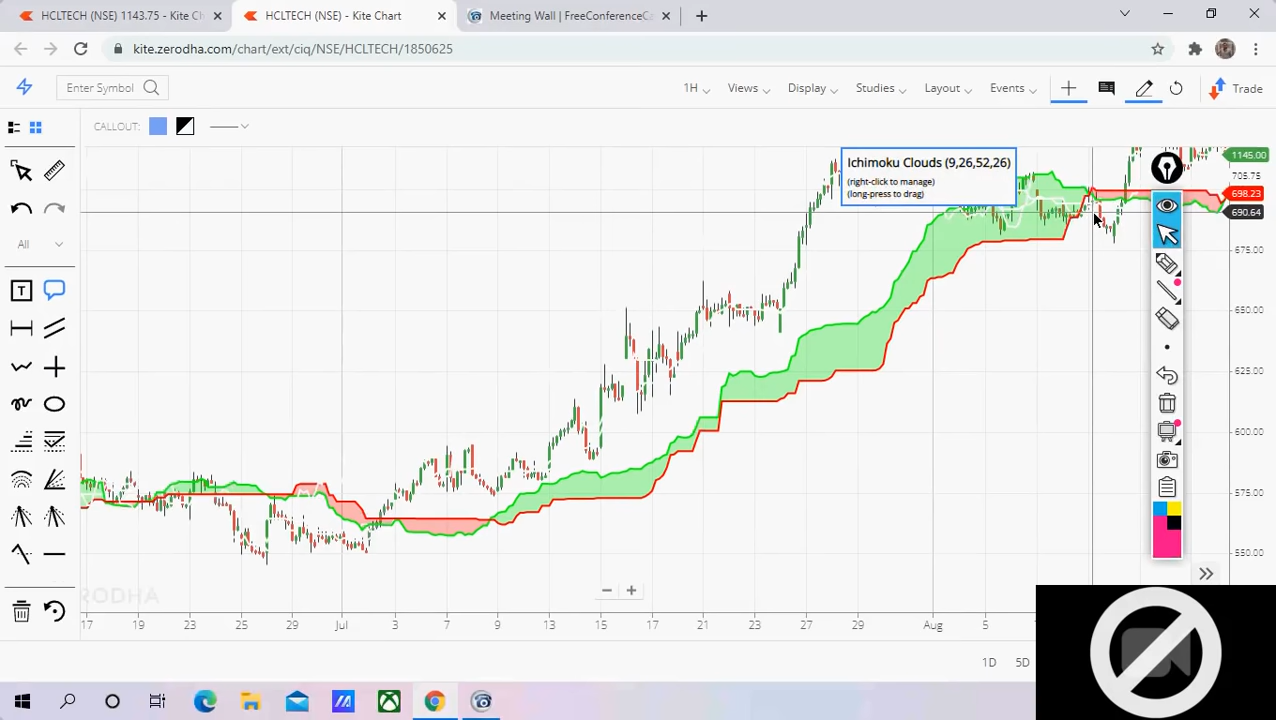 HCLTECH (NSE) 1143.75 - Kite Ch
HCLTECH (NSE) - Kite Chart
Meeting Wall | FreeConferenceCa
kite.zerodha.com/chart/ext/ciq/NSE/HCLTECH/1850625
Enter Symbol
1H
Views
Display
Studies
Layout
Events
Trade
CALLOUT:
All
T
Ichimoku Clouds (9,26,52,26)
(right-click to manage)
(long-press to drag)
1145.00
705.75
698.23
690.64
675.00
650.00
625.00
600.00
575.00
550.00
RODHA
17 19 23 25 29 Jul 3 7 9 13 15 17 21 23 27 29 Aug 5
1D 5D